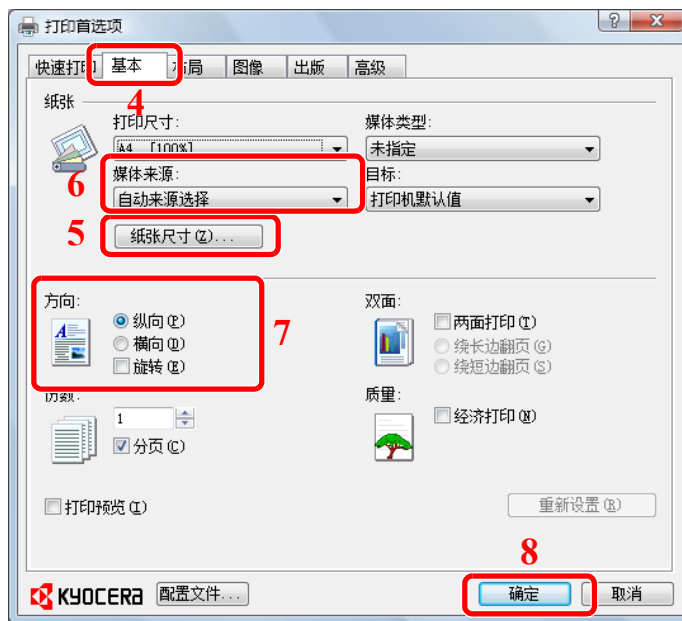 打印首选项
快速打印 基本 布局 图像 出版 高级
4
纸张
打印尺寸: 媒体类型:
A4 [100%] 未指定
6 媒体来源: 目标:
自动来源选择 打印机默认值
5 纸张尺寸(Z)...
方向: 双面:
纵向(P) 两面打印(T)
横向(D) 绕长边翻页(G)
旋转(E) 绕短边翻页(S)
7
份数: 质量:
1 经济打印(N)
分页(C)
打印预览(I) 重新设置(R)
8
KYOCERA 配置文件... 确定 取消